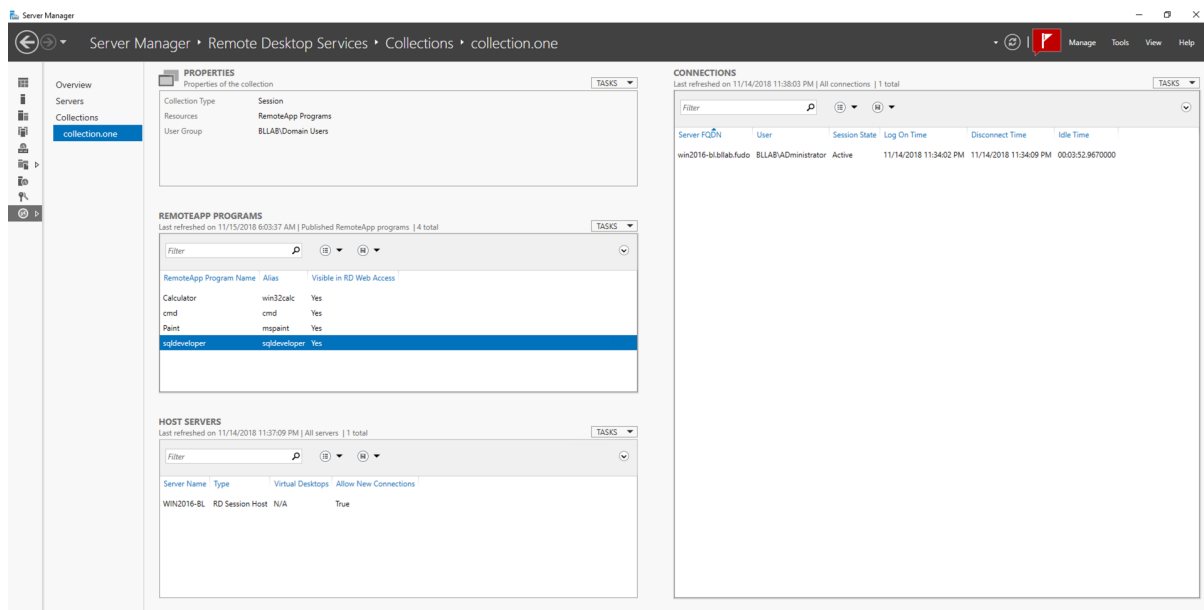 Server Manager
Server Manager ‣ Remote Desktop Services ‣ Collections ‣ collection.one
Manage Tools View Help
Overview
Servers
Collections
collection.one
PROPERTIES
Properties of the collection
TASKS
Collection Type Session
Resources RemoteApp Programs
User Group BLLAB\Domain Users
REMOTEAPP PROGRAMS
Last refreshed on 11/15/2018 6:03:37 AM | Published RemoteApp programs | 4 total
TASKS
Filter
RemoteApp Program Name Alias Visible in RD Web Access
Calculator win32calc Yes
cmd cmd Yes
Paint mspaint Yes
sqldeveloper sqldeveloper Yes
HOST SERVERS
Last refreshed on 11/14/2018 11:37:09 PM | All servers | 1 total
TASKS
Filter
Server Name Type Virtual Desktops Allow New Connections
WIN2016-BL RD Session Host N/A True
CONNECTIONS
Last refreshed on 11/14/2018 11:38:03 PM | All connections | 1 total
TASKS
Filter
Server FQDN User Session State Log On Time Disconnect Time Idle Time
win2016-bl.bllab.fudo BLLAB\ADministrator Active 11/14/2018 11:34:02 PM 11/14/2018 11:34:09 PM 00:03:52.9670000